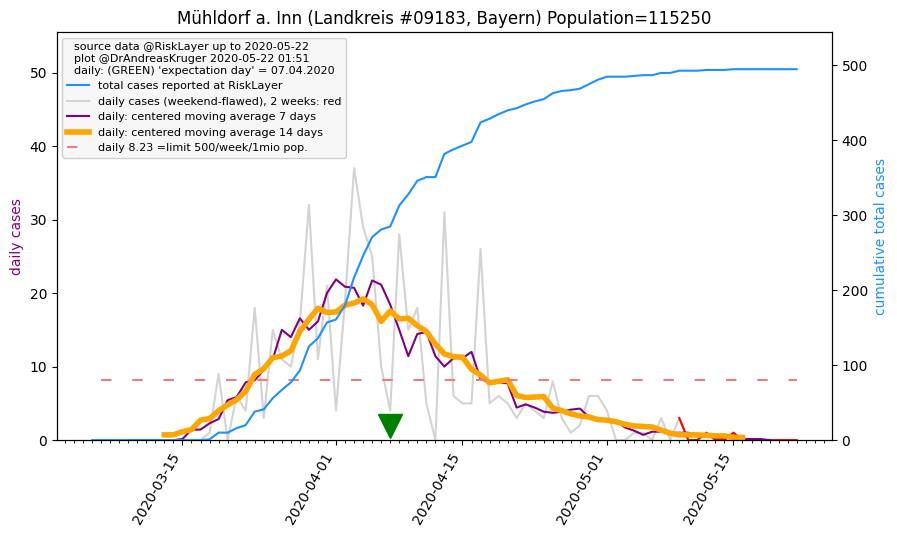 Mühldorf a. Inn (Landkreis #09183, Bayern) Population=115250
source data @RiskLayer up to 2020-05-22
plot @DrAndreasKruger 2020-05-22 01:51
daily: (GREEN) 'expectation day' = 07.04.2020
total cases reported at RiskLayer
daily cases (weekend-flawed), 2 weeks: red
daily: centered moving average 7 days
daily: centered moving average 14 days
daily 8.23 =limit 500/week/1mio pop.
daily cases
50
40
30
20
10
0
500
400
300
200
100
0
cumulative total cases
2020-03-15
2020-04-01
2020-04-15
2020-05-01
2020-05-15